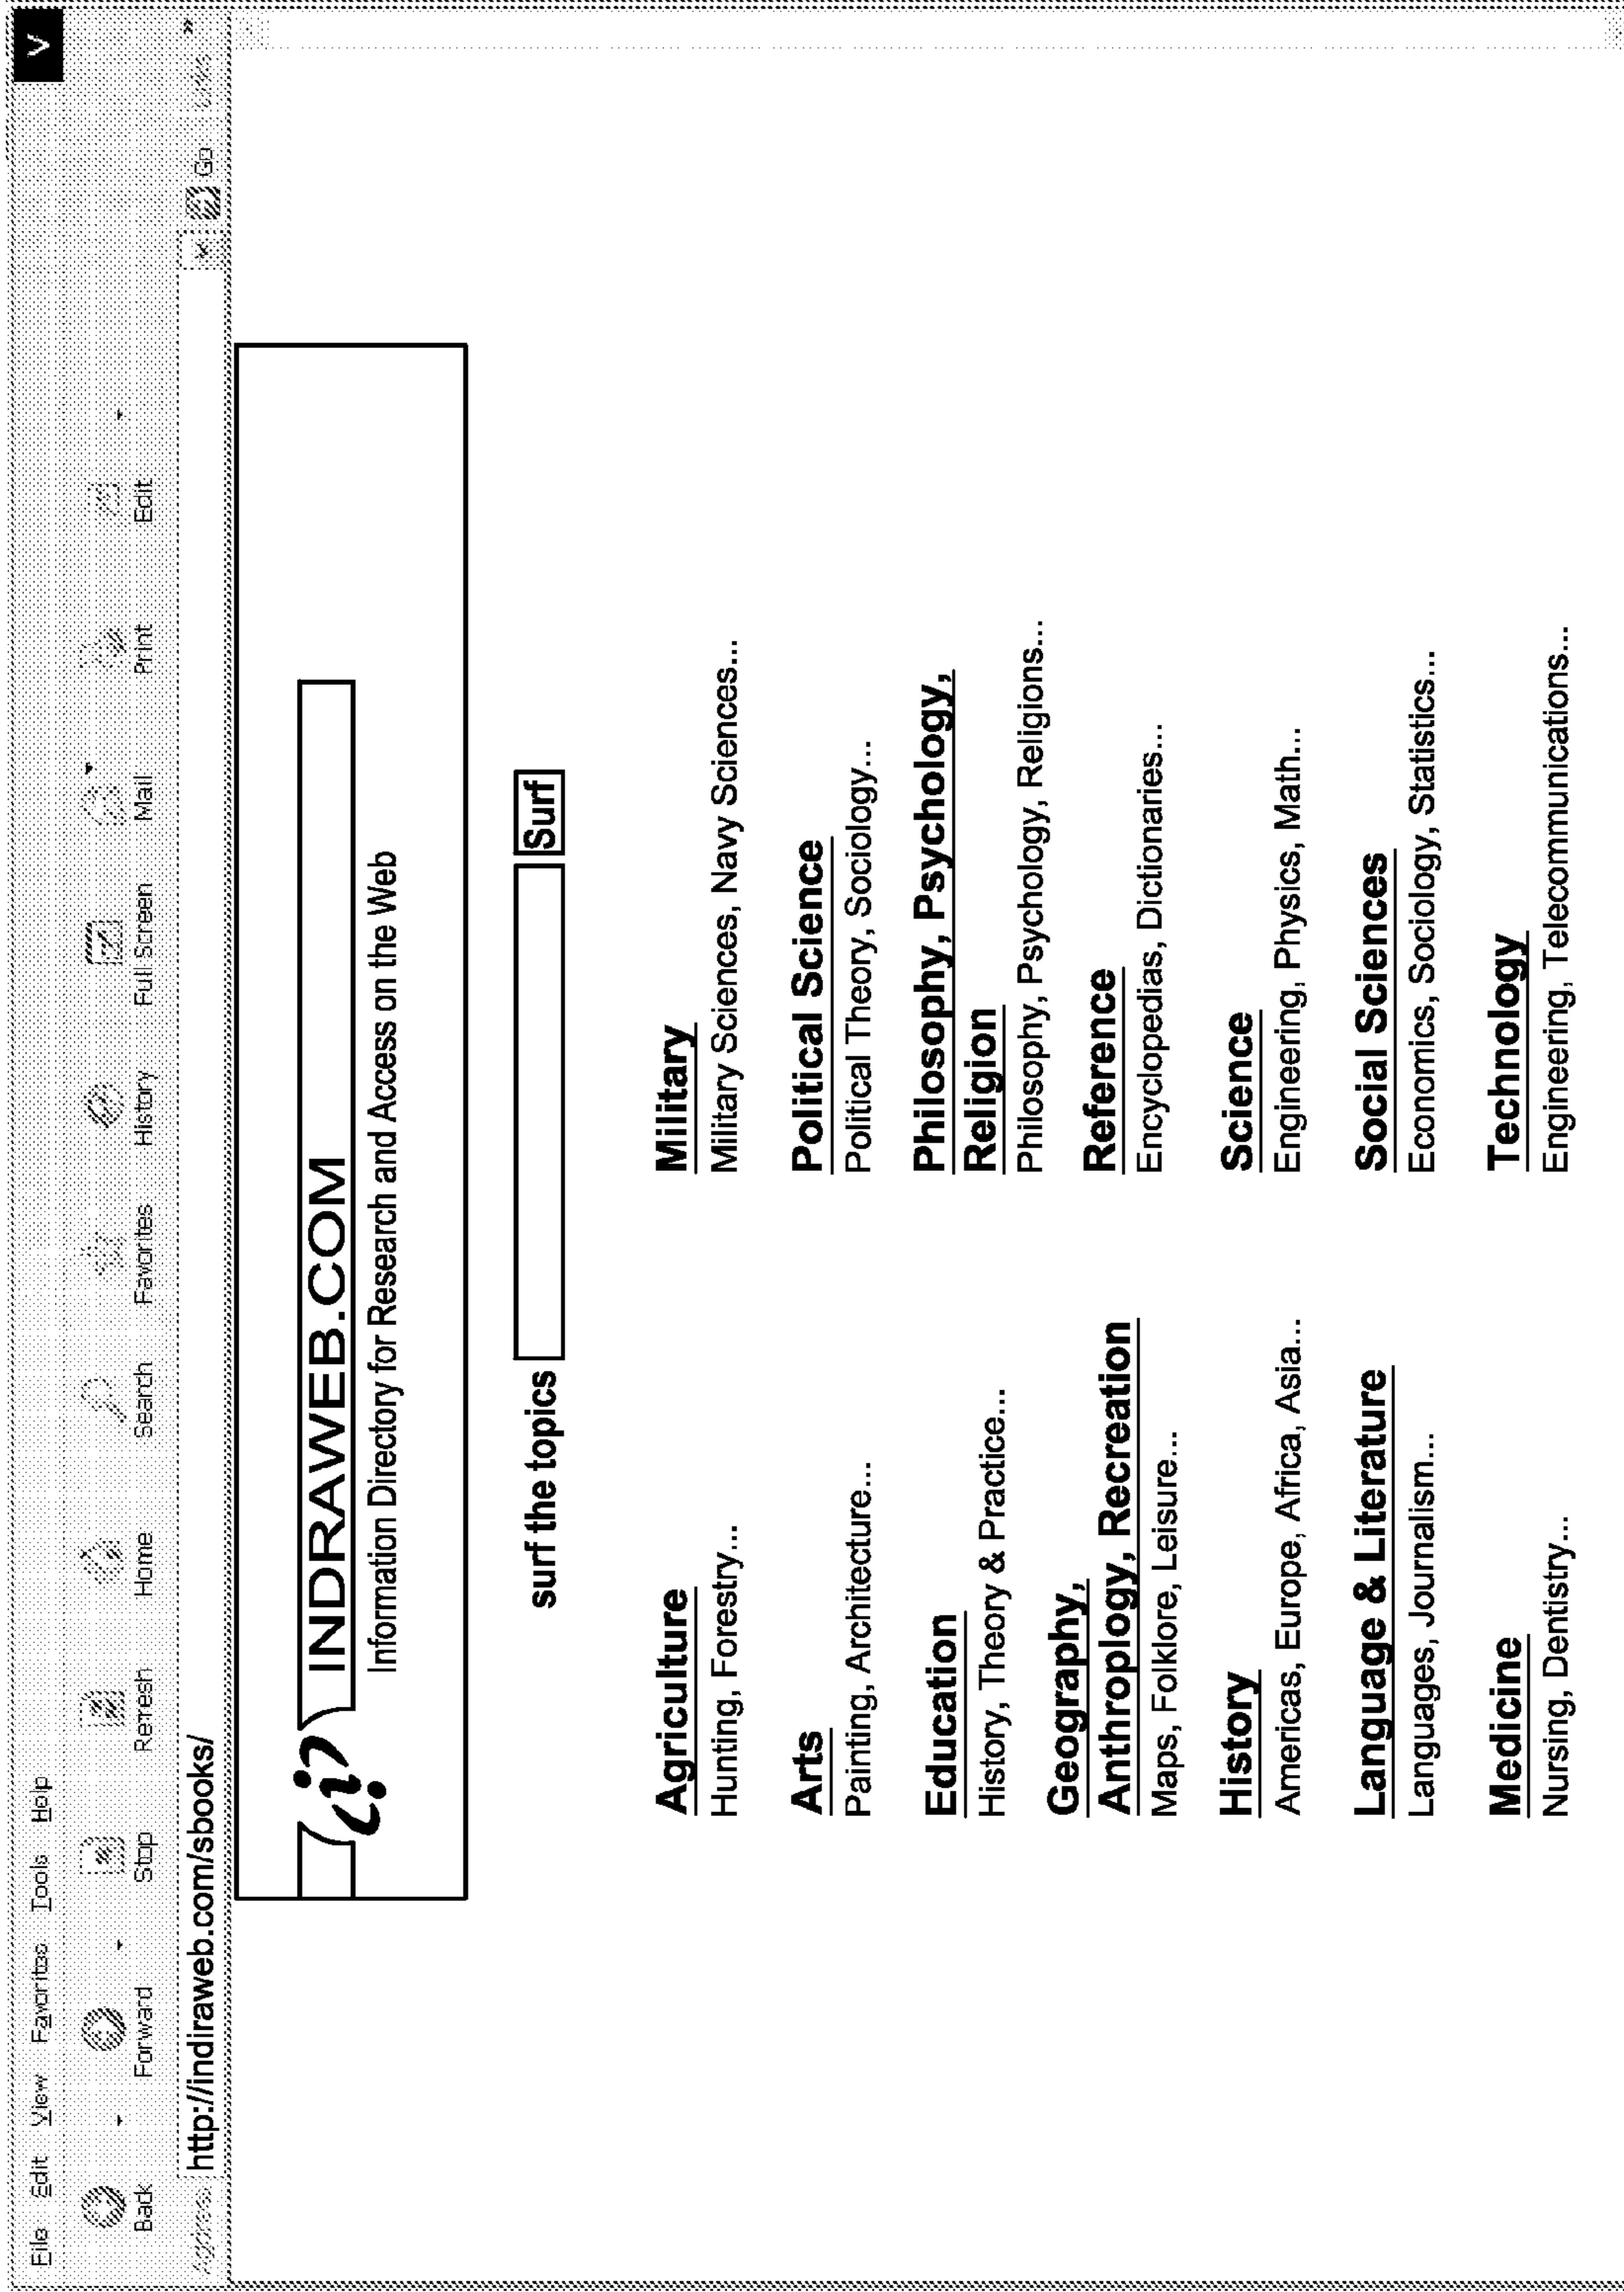 File Edit View Favorites Tools Help
Back Forward Stop Refresh Home Search Favorites History Full Screen Mail Print Edit
Address http://indiraweb.com/sbooks/ Go Links »
INDRAWEB.COM
Information Directory for Research and Access on the Web
surf the topics Surf
Agriculture
Hunting, Forestry...
Arts
Painting, Architecture...
Education
History, Theory & Practice...
Geography,
Anthroplogy, Recreation
Maps, Folklore, Leisure...
History
Americas, Europe, Africa, Asia...
Language & Literature
Languages, Journalism...
Medicine
Nursing, Dentistry...
Military
Military Sciences, Navy Sciences...
Political Science
Political Theory, Sociology...
Philosophy, Psychology,
Religion
Philosophy, Psychology, Religions...
Reference
Encyclopedias, Dictionaries...
Science
Engineering, Physics, Math...
Social Sciences
Economics, Sociology, Statistics...
Technology
Engineering, Telecommunications...